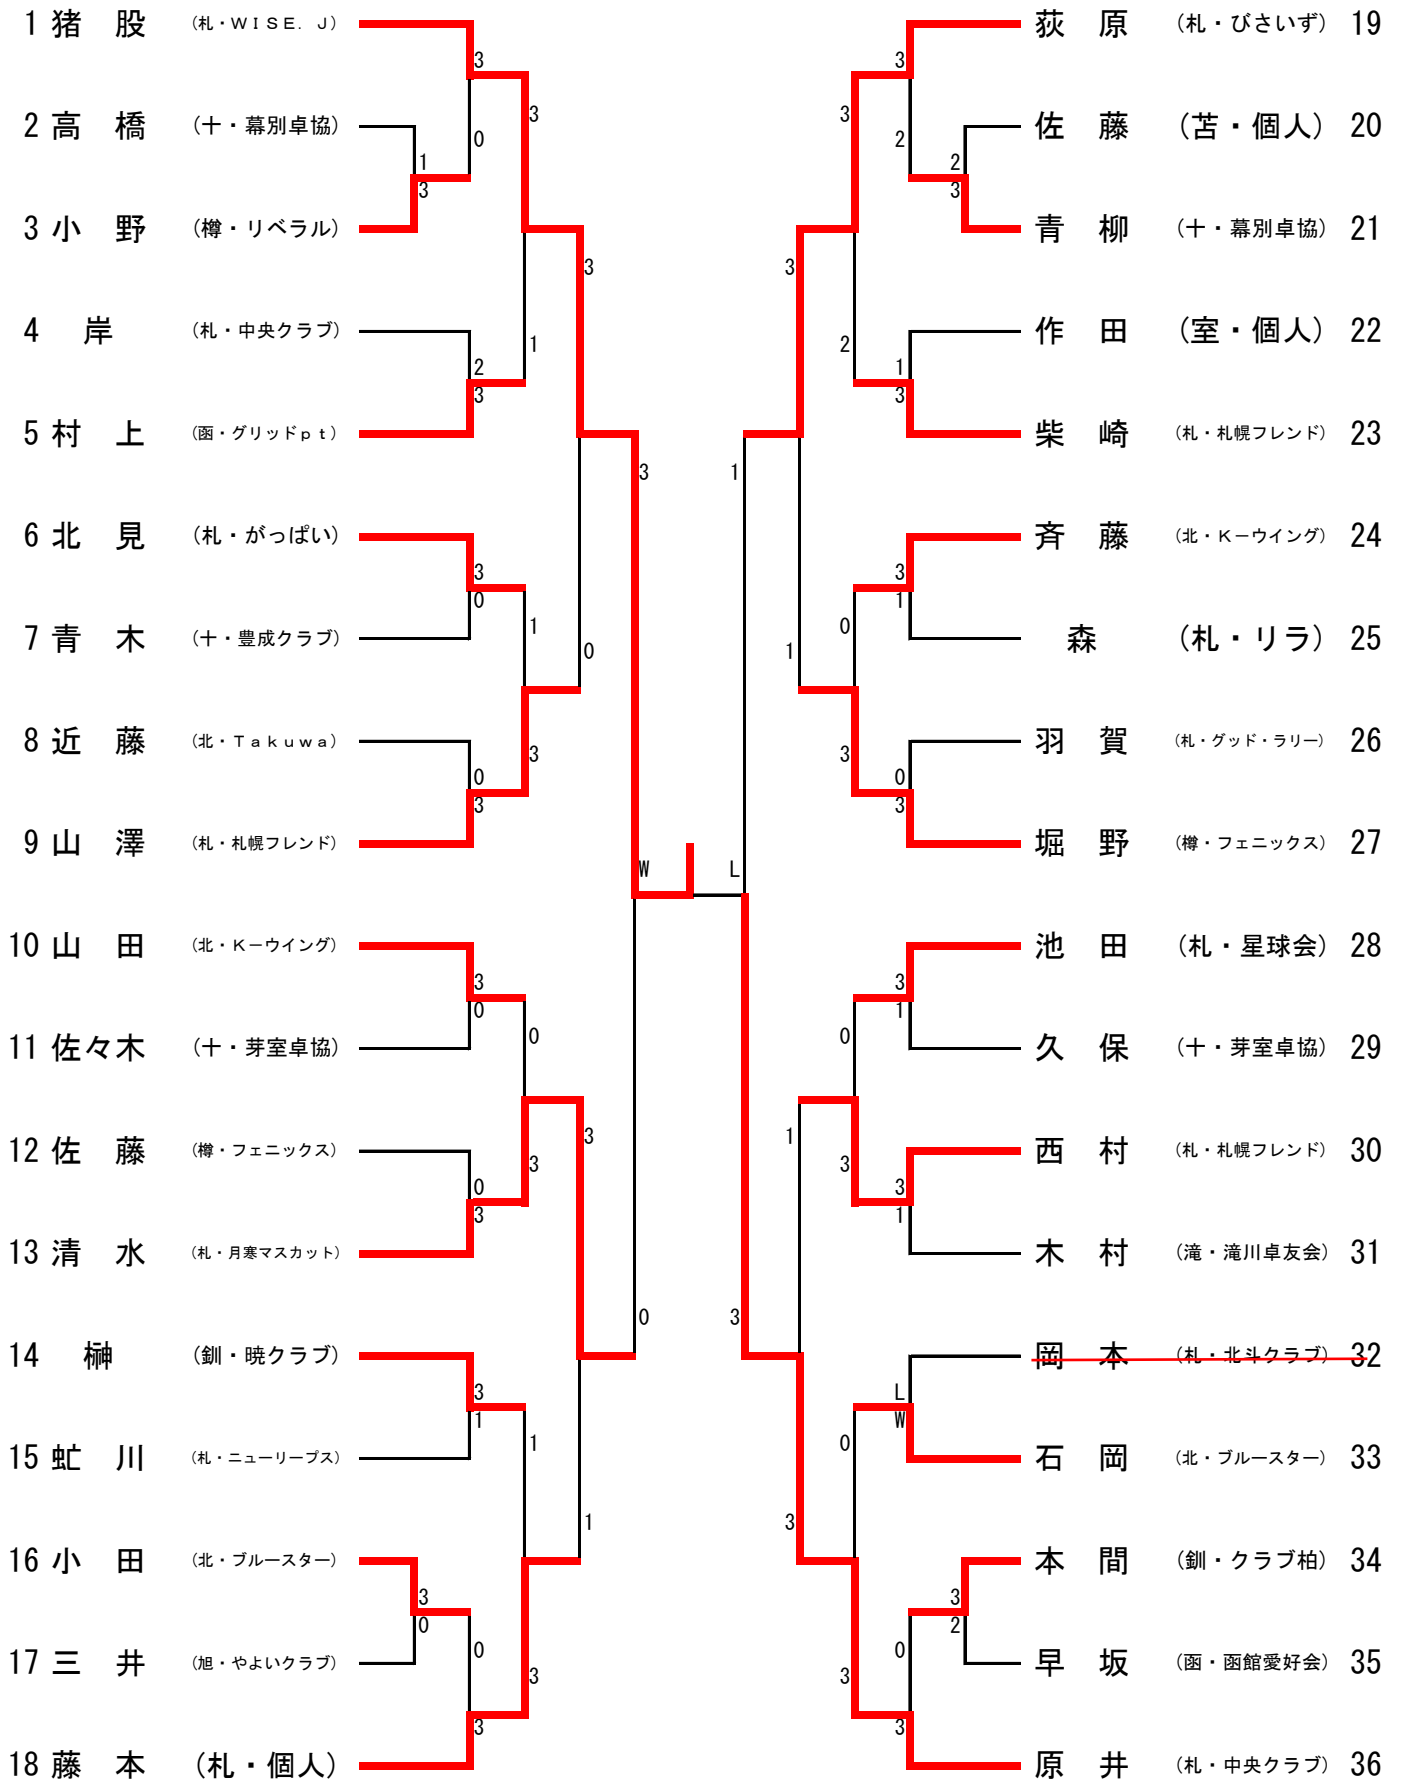 1 猪　股 (札・ＷＩＳＥ．Ｊ)
2 高　橋 (十・幕別卓協)
3 小　野 (樽・リベラル)
4 岸 (札・中央クラブ)
5 村　上 (函・グリッドｐｔ)
6 北　見 (札・がっぱい)
7 青　木 (十・豊成クラブ)
8 近　藤 (北・Ｔａｋｕｗａ)
9 山　澤 (札・札幌フレンド)
10 山　田 (北・Ｋ－ウイング)
11 佐々木 (十・芽室卓協)
12 佐　藤 (樽・フェニックス)
13 清　水 (札・月寒マスカット)
14 榊 (釧・暁クラブ)
15 虻　川 (札・ニューリープス)
16 小　田 (北・ブルースター)
17 三　井 (旭・やよいクラブ)
18 藤　本 (札・個人)
3
0
1
3
3
1
2
3
3
0
3
0
1
3
0
3
3
3
0
0
3
0
3
3
0
3
1
1
3
0
0
3
3
1
W
L
荻　原 (札・びさいず) 19
佐　藤 (苫・個人) 20
青　柳 (十・幕別卓協) 21
作　田 (室・個人) 22
柴　崎 (札・札幌フレンド) 23
斉　藤 (北・Ｋ－ウイング) 24
森 (札・リラ) 25
羽　賀 (札・グッド・ラリー) 26
堀　野 (樽・フェニックス) 27
池　田 (札・星球会) 28
久　保 (十・芽室卓協) 29
西　村 (札・札幌フレンド) 30
木　村 (滝・滝川卓友会) 31
岡　本 (札・北斗クラブ) 32
石　岡 (北・ブルースター) 33
本　間 (釧・クラブ柏) 34
早　坂 (函・函館愛好会) 35
原　井 (札・中央クラブ) 36
3
3
2
2
3
3
2
1
3
1
3
1
0
1
3
0
3
3
1
0
1
3
3
1
3
L
W
0
3
3
2
0
3
3